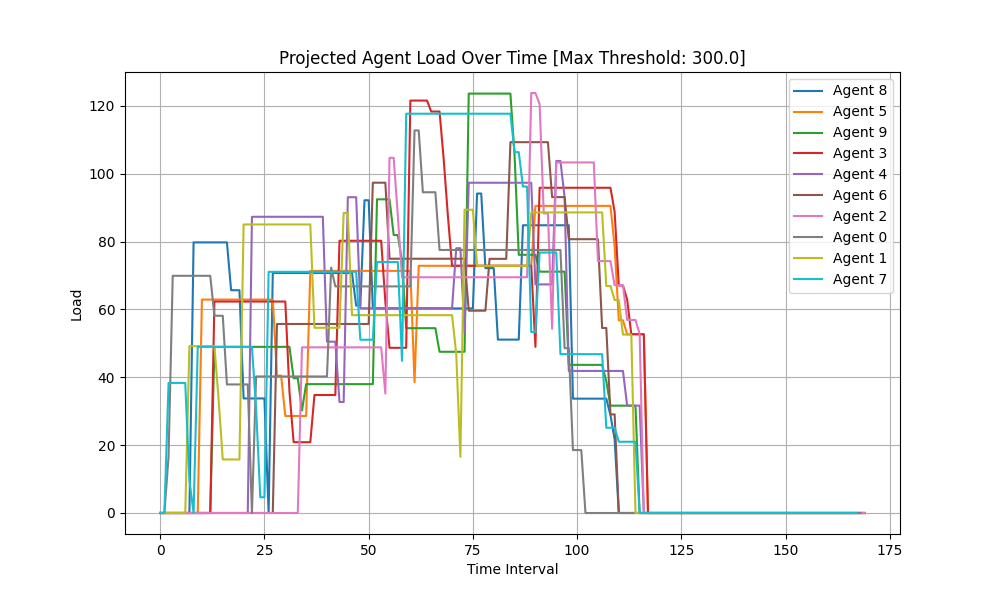 Projected Agent Load Over Time [Max Threshold: 300.0]
Load
120
100
80
60
40
20
0
0 25 50 75 100 125 150 175
Time Interval
Agent 8
Agent 5
Agent 9
Agent 3
Agent 4
Agent 6
Agent 2
Agent 0
Agent 1
Agent 7